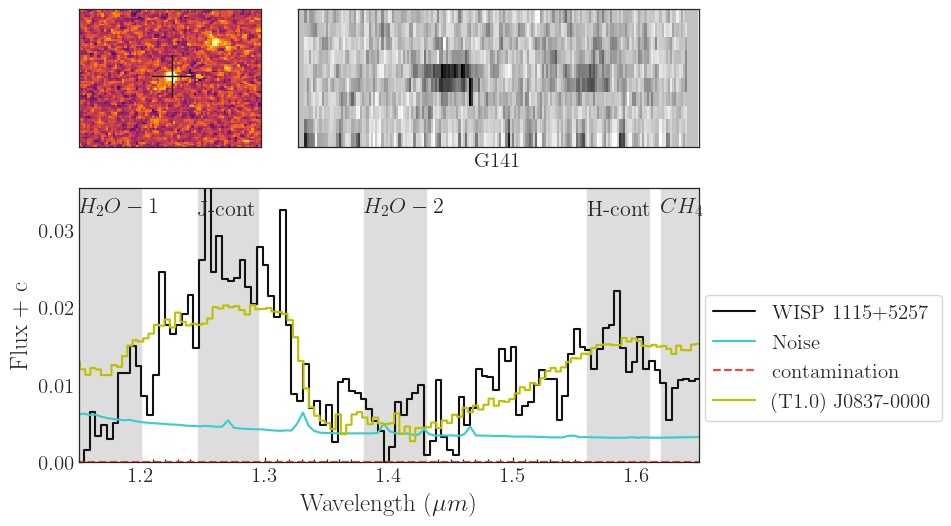 G141
H₂O − 1
J-cont
H₂O − 2
H-cont
CH₄
0.03
0.02
0.01
0.00
Flux + c
1.2
1.3
1.4
1.5
1.6
Wavelength (μm)
WISP 1115+5257
Noise
contamination
(T1.0) J0837-0000